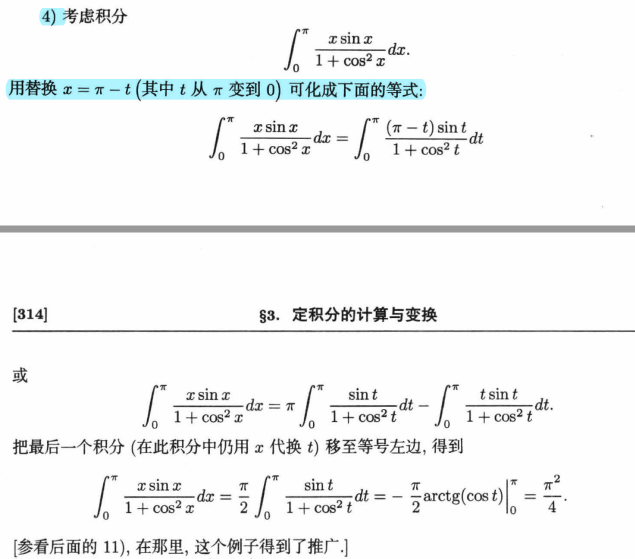 4) 考虑积分
$$\int_0^\pi \frac{x \sin x}{1 + \cos^2 x} dx.$$
用替换 $x = \pi - t$ (其中 $t$ 从 $\pi$ 变到 0) 可化成下面的等式:
$$\int_0^\pi \frac{x \sin x}{1 + \cos^2 x} dx = \int_0^\pi \frac{(\pi - t) \sin t}{1 + \cos^2 t} dt$$
[314] §3. 定积分的计算与变换
或
$$\int_0^\pi \frac{x \sin x}{1 + \cos^2 x} dx = \pi \int_0^\pi \frac{\sin t}{1 + \cos^2 t} dt - \int_0^\pi \frac{t \sin t}{1 + \cos^2 t} dt.$$
把最后一个积分 (在此积分中仍用 $x$ 代换 $t$) 移至等号左边, 得到
$$\int_0^\pi \frac{x \sin x}{1 + \cos^2 x} dx = \frac{\pi}{2} \int_0^\pi \frac{\sin t}{1 + \cos^2 t} dt = -\frac{\pi}{2} \text{arctg}(\cos t) \Big|_0^\pi = \frac{\pi^2}{4}.$$
[参看后面的 11), 在那里, 这个例子得到了推广.]